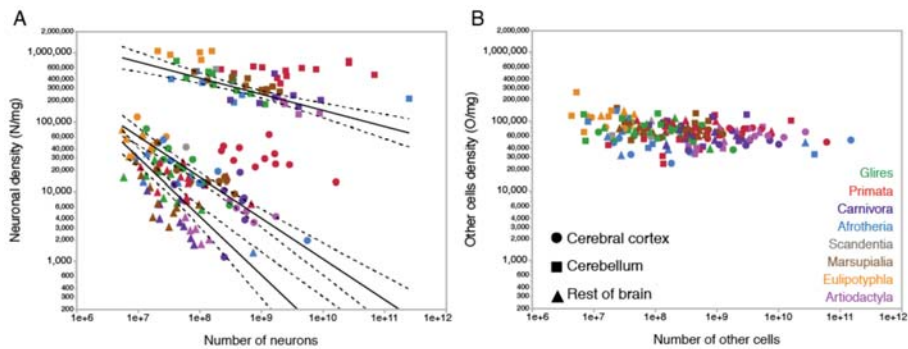 A
2,000,000
1,000,000
600,000
400,000
300,000
200,000
100,000
60,000
40,000
30,000
20,000
10,000
6,000
4,000
3,000
2,000
1,000
600
400
300
200
Neuronal density (N/mg)
1e+6 1e+7 1e+8 1e+9 1e+10 1e+11 1e+12
Number of neurons
B
2,000,000
1,000,000
600,000
400,000
300,000
200,000
100,000
60,000
40,000
30,000
20,000
10,000
6,000
4,000
3,000
2,000
1,000
600
400
300
200
Other cells density (O/mg)
Cerebral cortex
Cerebellum
Rest of brain
Glires
Primata
Carnivora
Afrotheria
Scandentia
Marsupialia
Eulipotyphla
Artiodactyla
1e+6 1e+7 1e+8 1e+9 1e+10 1e+11 1e+12
Number of other cells